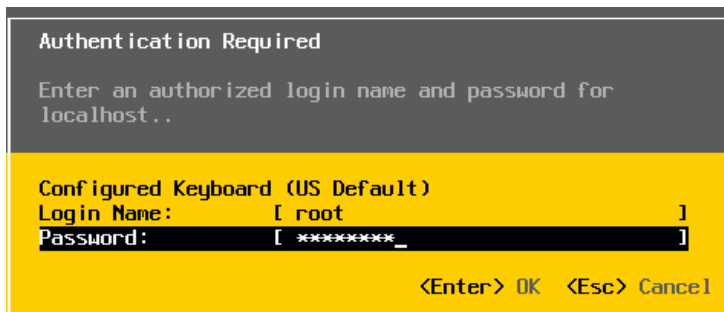 Authentication Required
Enter an authorized login name and password for
localhost..
Configured Keyboard (US Default)
Login Name: [ root ]
Password: [ ********_ ]
<Enter> OK <Esc> Cancel